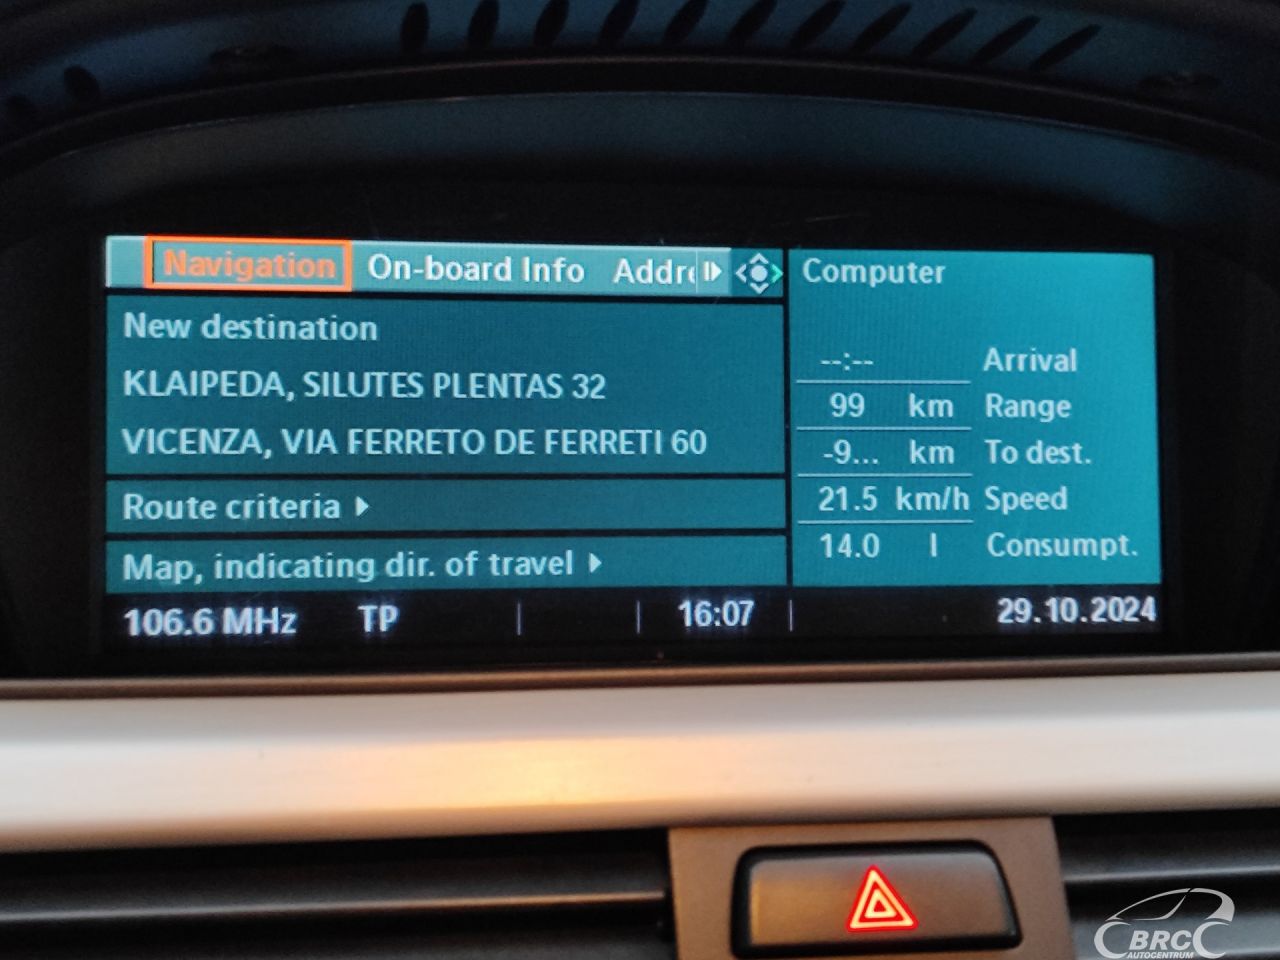 Navigation On-board Info Addre
New destination
KLAIPEDA, SILUTES PLENTAS 32
VICENZA, VIA FERRETO DE FERRETI 60
Route criteria
Map, indicating dir. of travel
Computer
--:-- Arrival
99 km Range
-9... km To dest.
21.5 km/h Speed
14.0 l Consumpt.
106.6 MHz TP 16:07 29.10.2024
BRC
AUTOCENTRUM